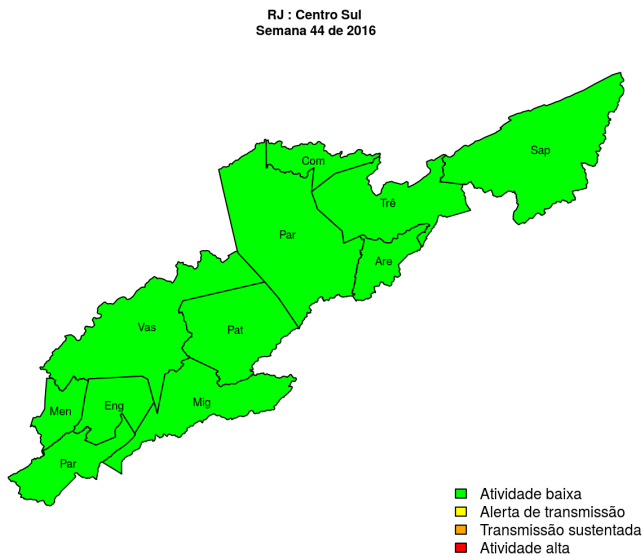 RJ : Centro Sul
Semana 44 de 2016
Sap
Com
Trê
Par
Are
Vas
Pat
Mig
Eng
Men
Par
Atividade baixa
Alerta de transmissão
Transmissão sustentada
Atividade alta